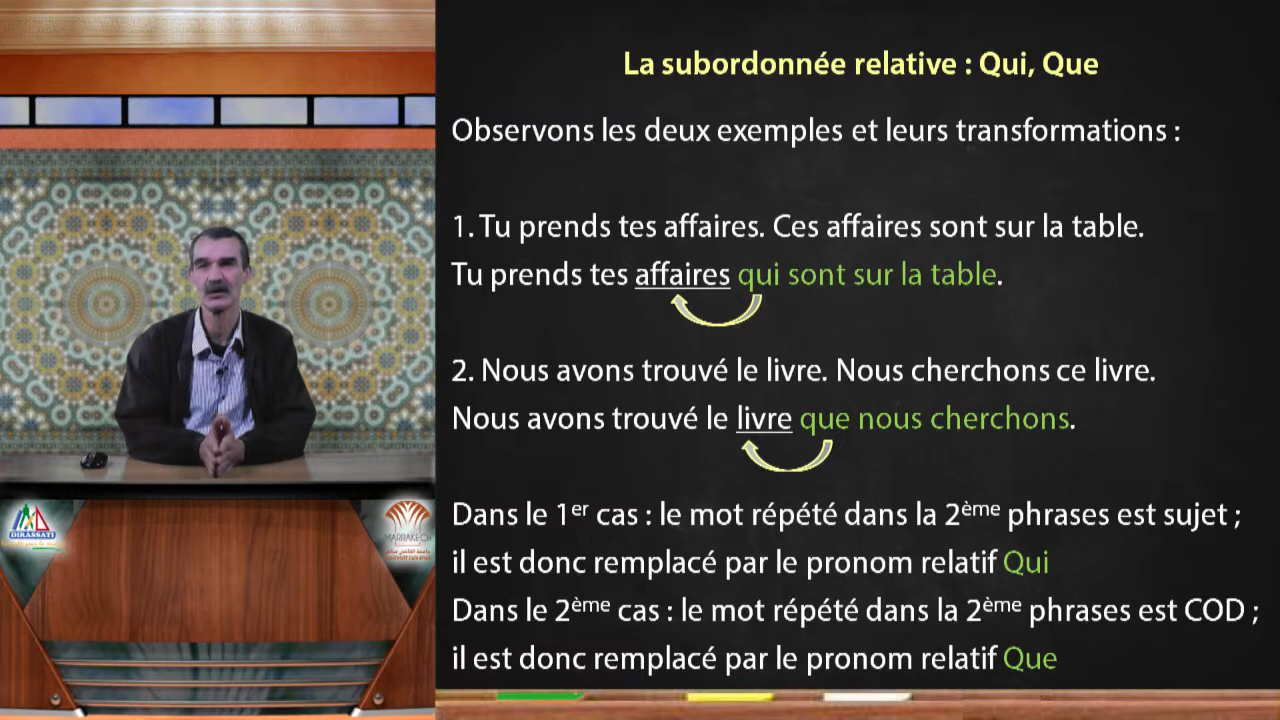 La subordonnée relative : Qui, Que
Observons les deux exemples et leurs transformations :
1. Tu prends tes affaires. Ces affaires sont sur la table.
Tu prends tes affaires qui sont sur la table.
2. Nous avons trouvé le livre. Nous cherchons ce livre.
Nous avons trouvé le livre que nous cherchons.
Dans le 1er cas : le mot répété dans la 2ème phrases est sujet ;
il est donc remplacé par le pronom relatif Qui
Dans le 2ème cas : le mot répété dans la 2ème phrases est COD ;
il est donc remplacé par le pronom relatif Que
DIRASSATI
MARRAKECH